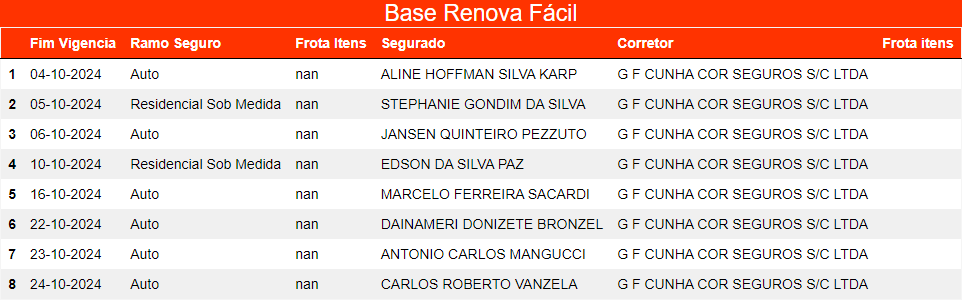 Base Renova Fácil
Fim Vigencia Ramo Seguro Frota Itens Segurado Corretor Frota itens
1 04-10-2024 Auto nan ALINE HOFFMAN SILVA KARP G F CUNHA COR SEGUROS S/C LTDA
2 05-10-2024 Residencial Sob Medida nan STEPHANIE GONDIM DA SILVA G F CUNHA COR SEGUROS S/C LTDA
3 06-10-2024 Auto nan JANSEN QUINTEIRO PEZZUTO G F CUNHA COR SEGUROS S/C LTDA
4 10-10-2024 Residencial Sob Medida nan EDSON DA SILVA PAZ G F CUNHA COR SEGUROS S/C LTDA
5 16-10-2024 Auto nan MARCELO FERREIRA SACARDI G F CUNHA COR SEGUROS S/C LTDA
6 22-10-2024 Auto nan DAINAMERI DONIZETE BRONZEL G F CUNHA COR SEGUROS S/C LTDA
7 23-10-2024 Auto nan ANTONIO CARLOS MANGUCCI G F CUNHA COR SEGUROS S/C LTDA
8 24-10-2024 Auto nan CARLOS ROBERTO VANZELA G F CUNHA COR SEGUROS S/C LTDA